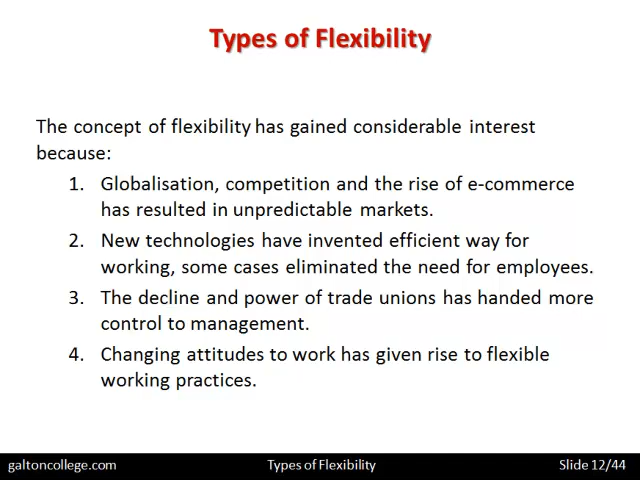 Types of Flexibility
The concept of flexibility has gained considerable interest
because:
1. Globalisation, competition and the rise of e-commerce
has resulted in unpredictable markets.
2. New technologies have invented efficient way for
working, some cases eliminated the need for employees.
3. The decline and power of trade unions has handed more
control to management.
4. Changing attitudes to work has given rise to flexible
working practices.
galtoncollege.com Types of Flexibility Slide 12/44